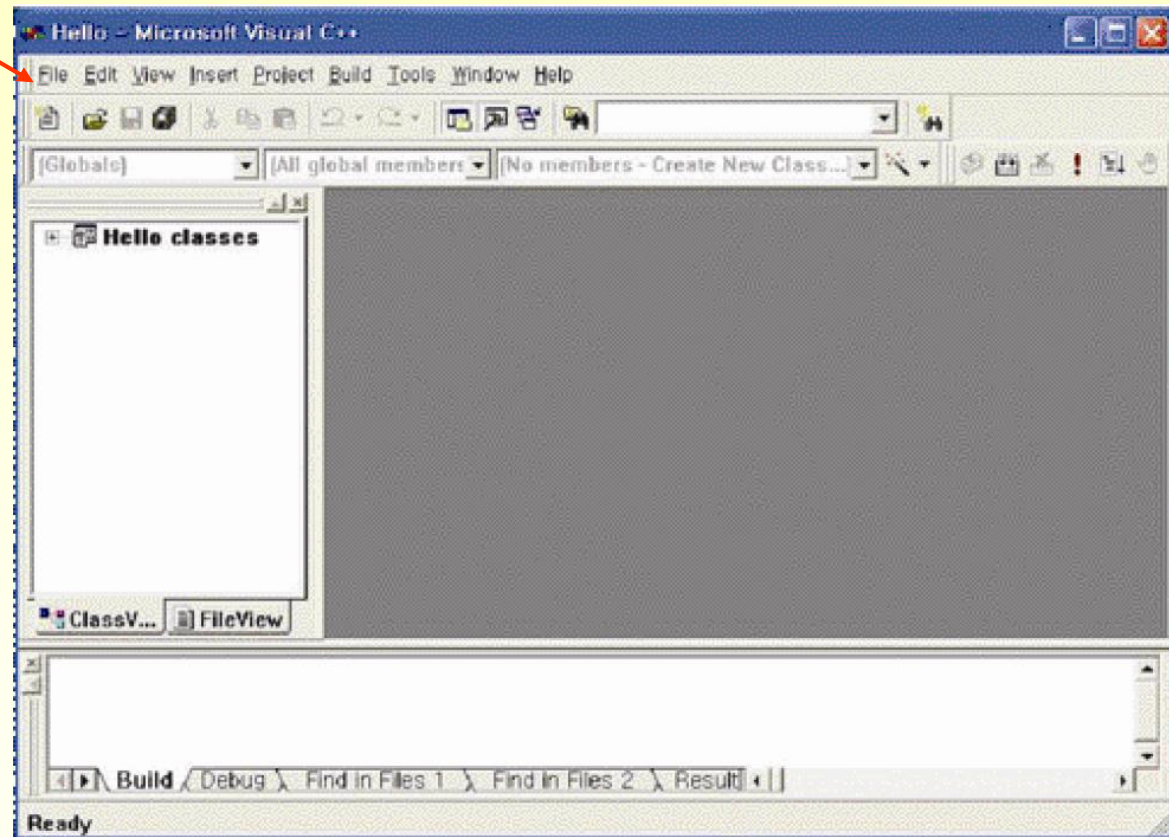 Hello - Microsoft Visual C++
File Edit View Insert Project Build Tools Window Help
(Globals) (All global members (No members - Create New Class...)
Hello classes
ClassV... FileView
Build Debug Find in Files 1 Find in Files 2 Result
Ready